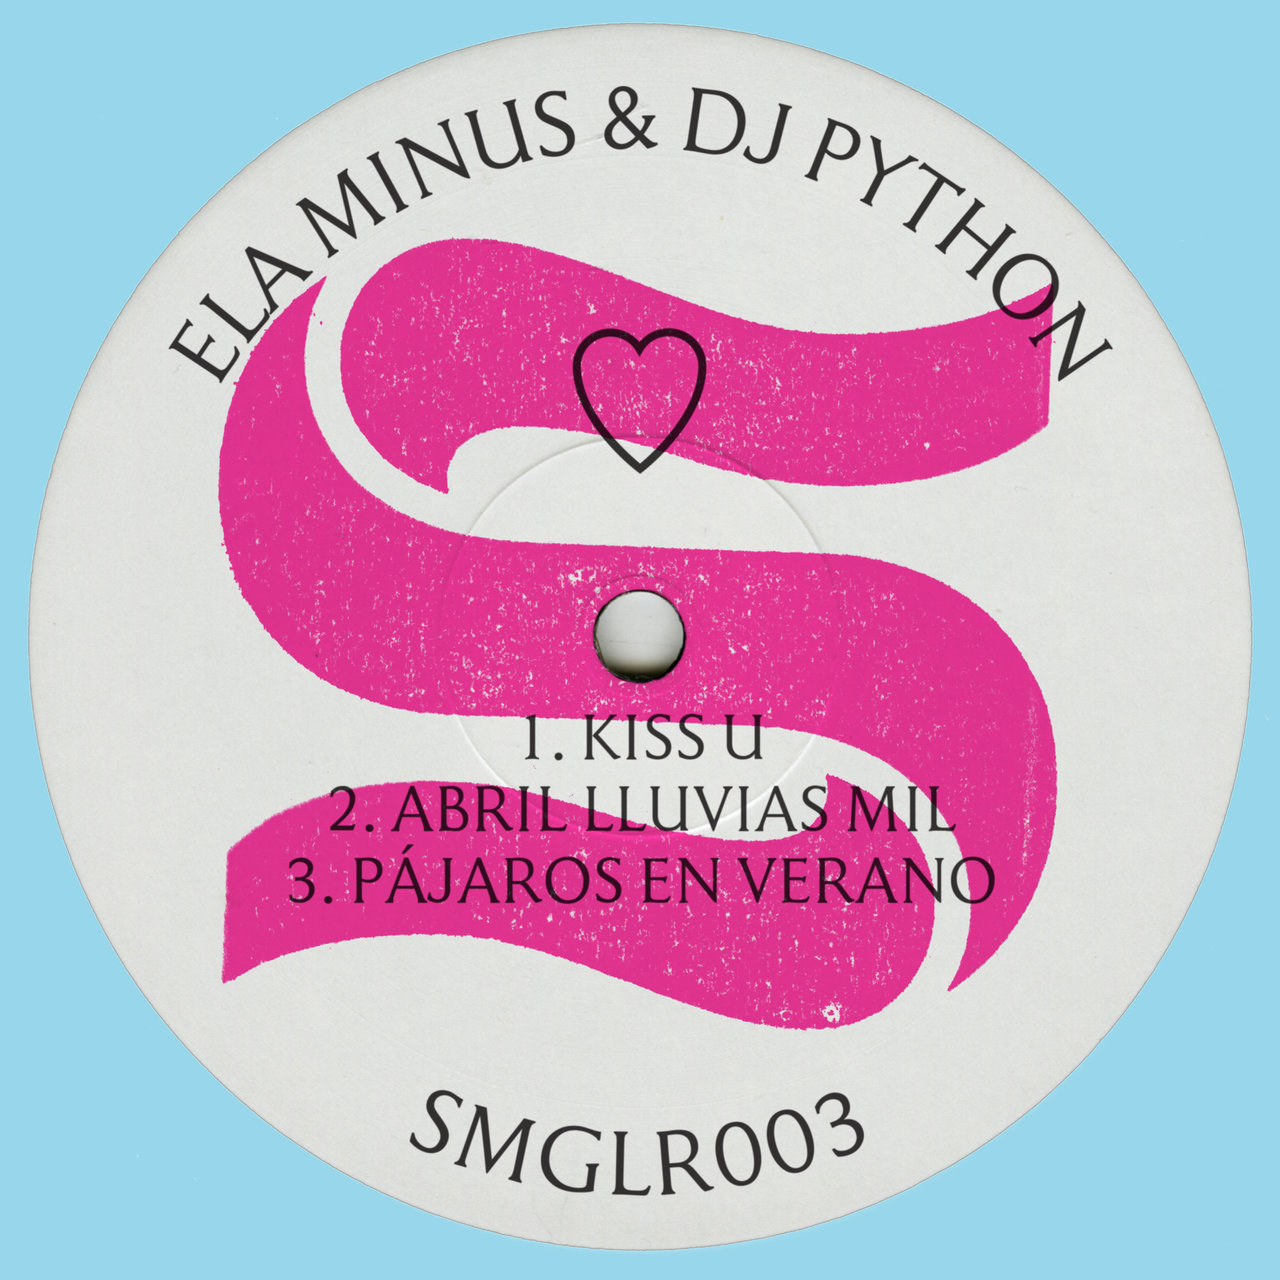 ELA MINUS & DJ PYTHON
1. KISS U
2. ABRIL LLUVIAS MIL
3. PÁJAROS EN VERANO
SMGLR003